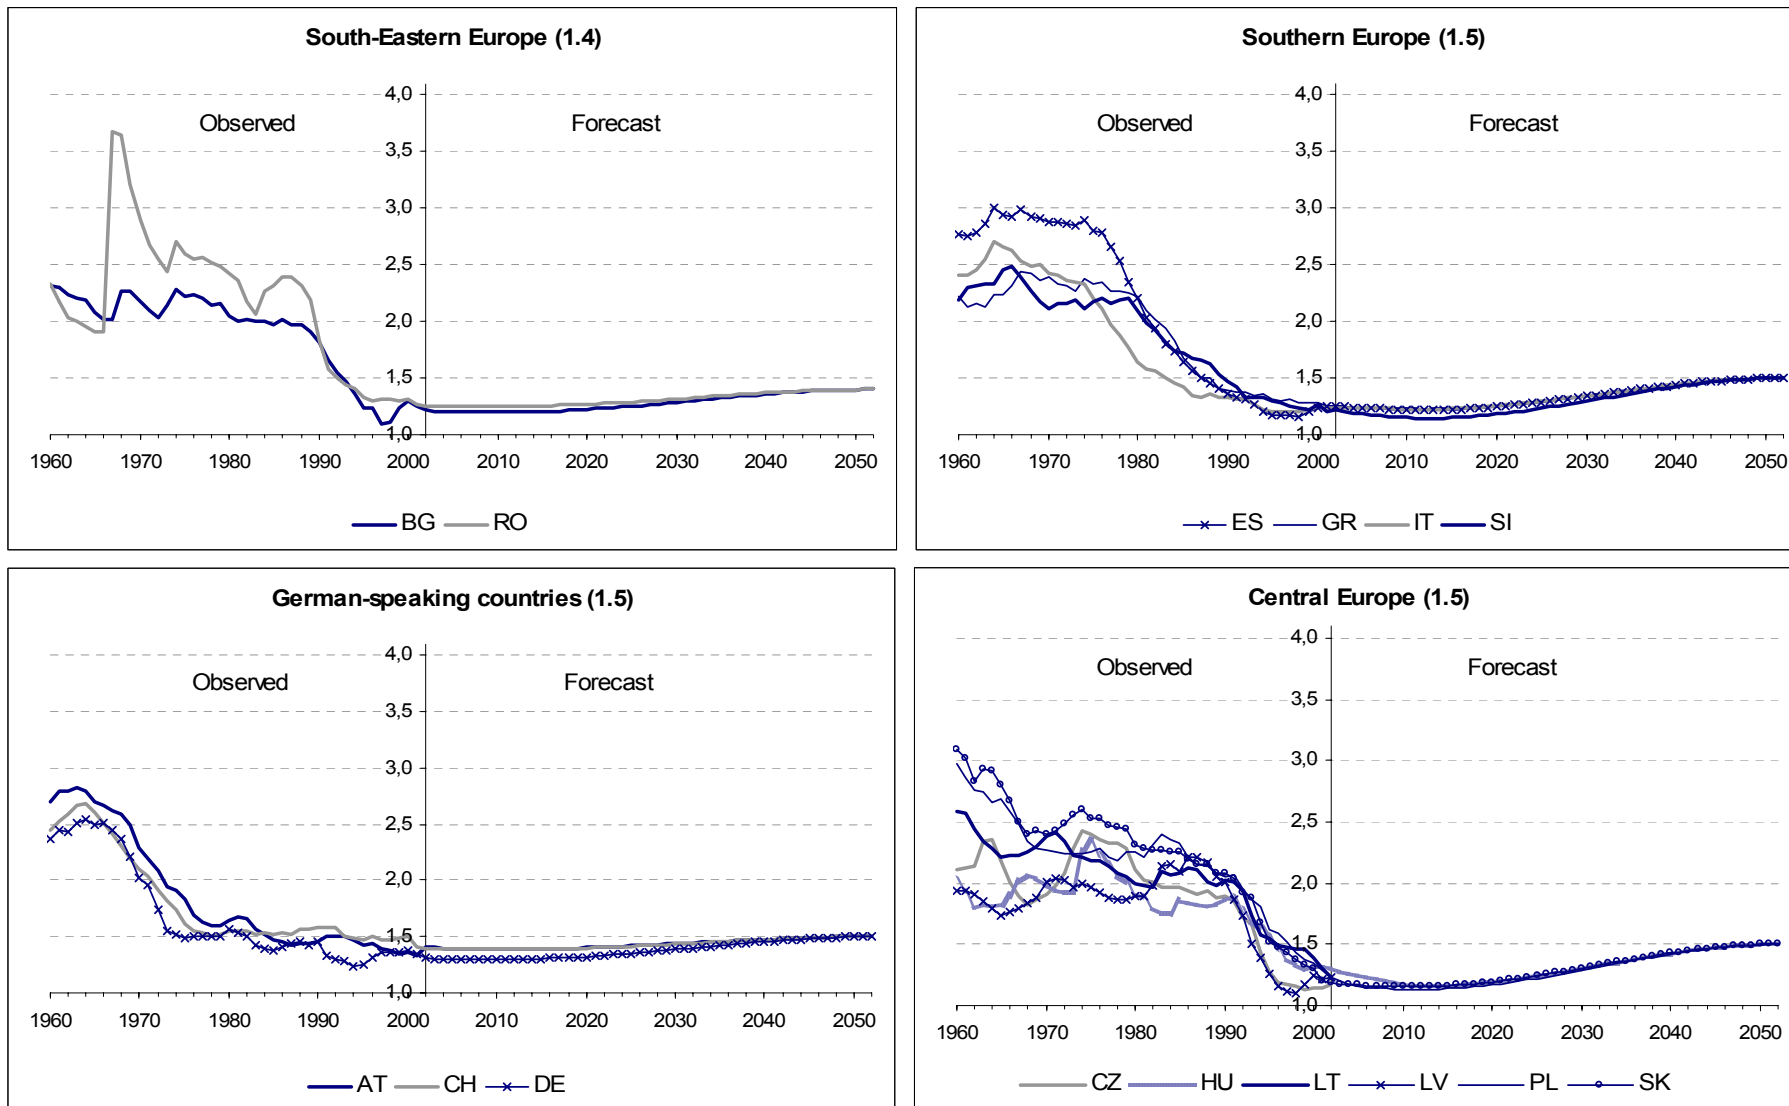 South-Eastern Europe (1.4)
4,0
Observed Forecast
3,5
3,0
2,5
2,0
1,5
1,0
1960 1970 1980 1990 2000 2010 2020 2030 2040 2050
BG RO
Southern Europe (1.5)
4,0
Observed Forecast
3,5
3,0
2,5
2,0
1,5
1,0
1960 1970 1980 1990 2000 2010 2020 2030 2040 2050
ES GR IT SI
German-speaking countries (1.5)
4,0
Observed Forecast
3,5
3,0
2,5
2,0
1,5
1,0
1960 1970 1980 1990 2000 2010 2020 2030 2040 2050
AT CH DE
Central Europe (1.5)
4,0
Observed Forecast
3,5
3,0
2,5
2,0
1,5
1,0
1960 1970 1980 1990 2000 2010 2020 2030 2040 2050
CZ HU LT LV PL SK